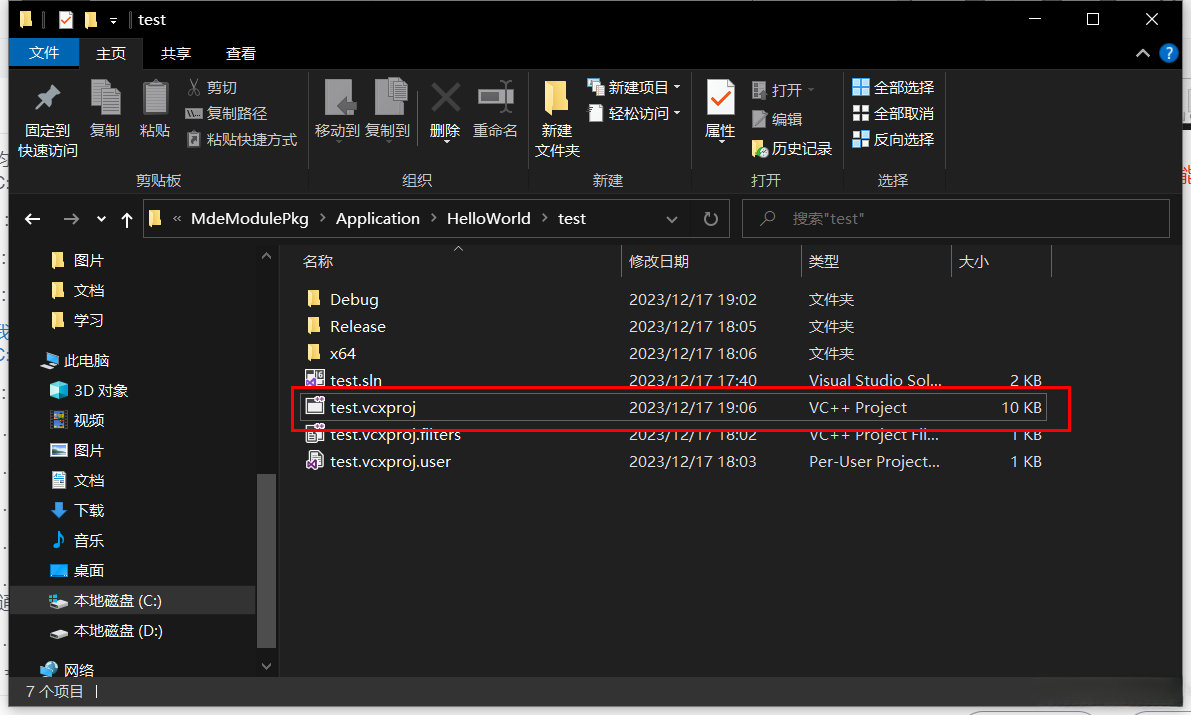 test
文件 主页 共享 查看
固定到快速访问
复制
粘贴
剪切
复制路径
粘贴快捷方式
剪贴板
移动到
复制到
删除
重命名
组织
新建文件夹
新建项目
轻松访问
新建
属性
打开
编辑
历史记录
打开
全部选择
全部取消
反向选择
选择
« MdeModulePkg > Application > HelloWorld > test
搜索"test"
图片
文档
学习
此电脑
3D 对象
视频
图片
文档
下载
音乐
桌面
本地磁盘 (C:)
本地磁盘 (D:)
网络
名称 修改日期 类型 大小
Debug 2023/12/17 19:02 文件夹
Release 2023/12/17 18:05 文件夹
x64 2023/12/17 18:06 文件夹
test.sln 2023/12/17 17:40 Visual Studio Sol... 2 KB
test.vcxproj 2023/12/17 19:06 VC++ Project 10 KB
test.vcxproj.filters 2023/12/17 18:02 VC++ Project Fil... 1 KB
test.vcxproj.user 2023/12/17 18:03 Per-User Project... 1 KB
7 个项目